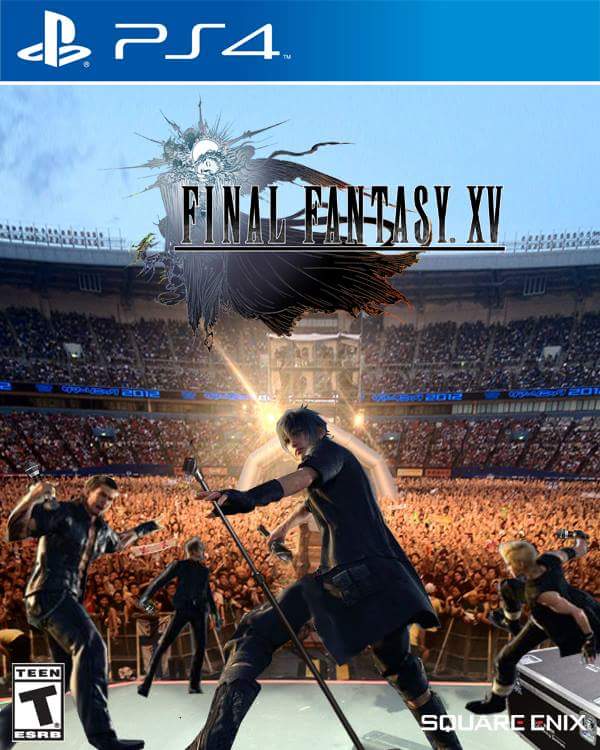 PS4
FINAL FANTASY XV
TEEN
T
ESRB
SQUARE ENIX